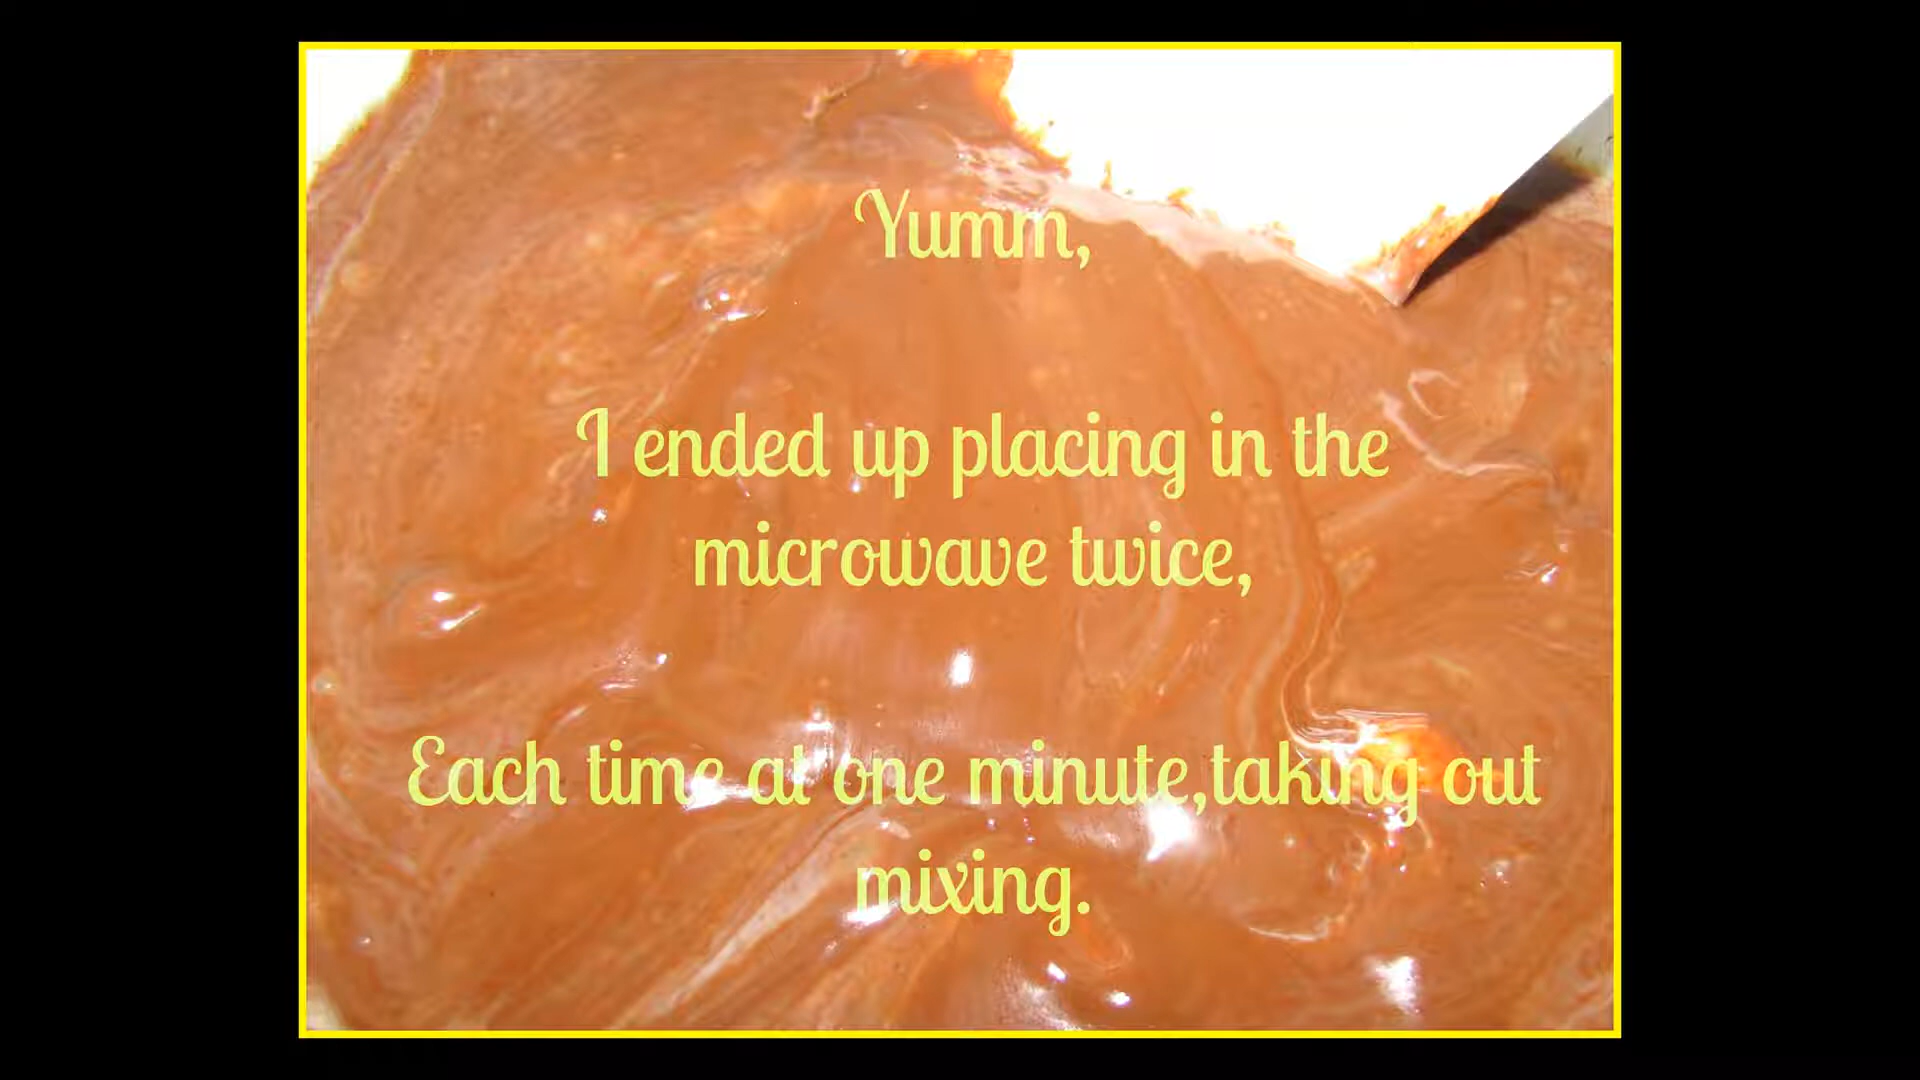 Yumm,
I ended up placing in the
microwave twice,
Each time at one minute,taking out
mixing.